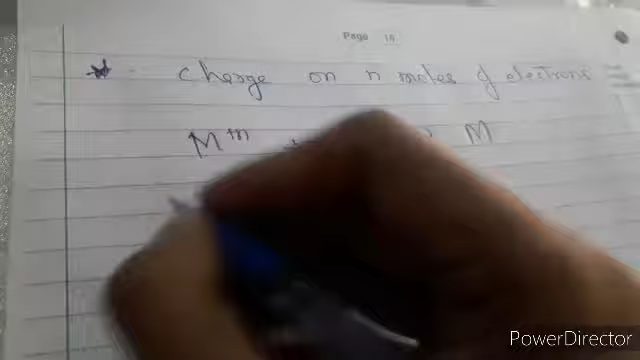 Page 16
* Charge on n moles of electrons
M⁺ⁿ + M
PowerDirector